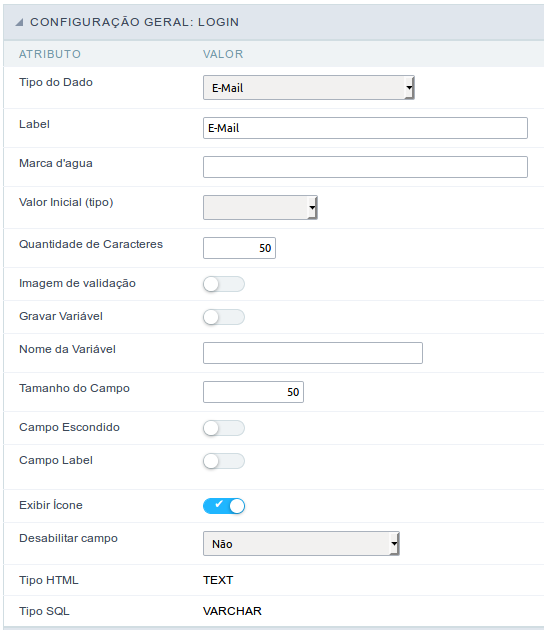 CONFIGURAÇÃO GERAL: LOGIN
ATRIBUTO VALOR
Tipo do Dado E-Mail
Label E-Mail
Marca d'agua
Valor Inicial (tipo)
Quantidade de Caracteres 50
Imagem de validação
Gravar Variável
Nome da Variável
Tamanho do Campo 50
Campo Escondido
Campo Label
Exibir Ícone
Desabilitar campo Não
Tipo HTML TEXT
Tipo SQL VARCHAR